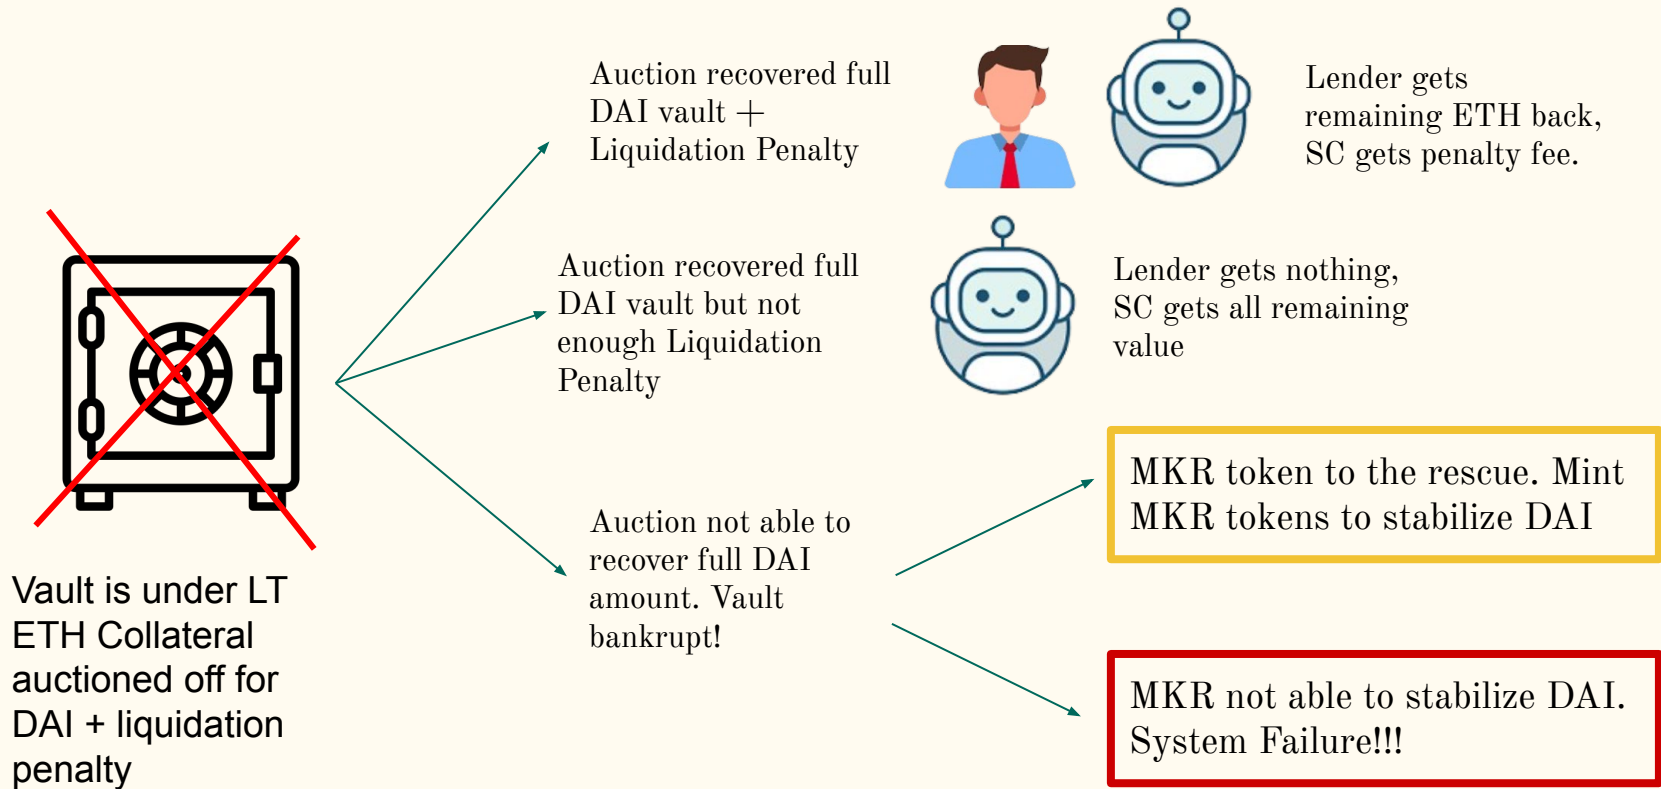 Auction recovered full
DAI vault +
Liquidation Penalty
Lender gets
remaining ETH back,
SC gets penalty fee.
Auction recovered full
DAI vault but not
enough Liquidation
Penalty
Lender gets nothing,
SC gets all remaining
value
Vault is under LT
ETH Collateral
auctioned off for
DAI + liquidation
penalty
Auction not able to
recover full DAI
amount. Vault
bankrupt!
MKR token to the rescue. Mint
MKR tokens to stabilize DAI
MKR not able to stabilize DAI.
System Failure!!!